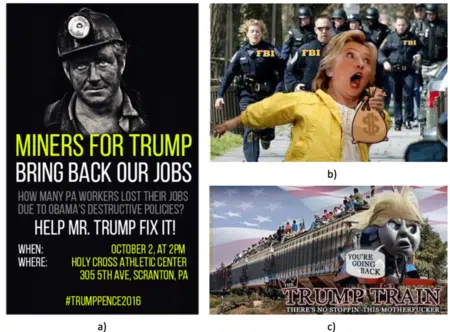 MINERS FOR TRUMP
BRING BACK OUR JOBS
HOW MANY PA WORKERS LOST THEIR JOBS
DUE TO OBAMA'S DESTRUCTIVE POLICIES?
HELP MR. TRUMP FIX IT!
WHEN: OCTOBER 2, AT 2PM
WHERE: HOLY CROSS ATHLETIC CENTER
305 5TH AVE, SCRANTON, PA
#TRUMPPENCE2016
a)
FBI
FBI
FBI
$
b)
YOU'RE
GOING
BACK
THE
TRUMP TRAIN
THERE'S NO STOPPIN' THIS MOTHERFUCKER
c)